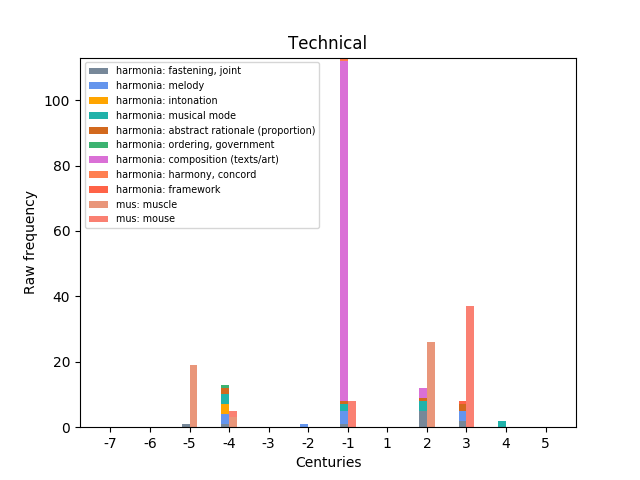 Technical
harmonia: fastening, joint
harmonia: melody
harmonia: intonation
harmonia: musical mode
harmonia: abstract rationale (proportion)
harmonia: ordering, government
harmonia: composition (texts/art)
harmonia: harmony, concord
harmonia: framework
mus: muscle
mus: mouse
Raw frequency
100
80
60
40
20
0
-7 -6 -5 -4 -3 -2 -1 1 2 3 4 5
Centuries